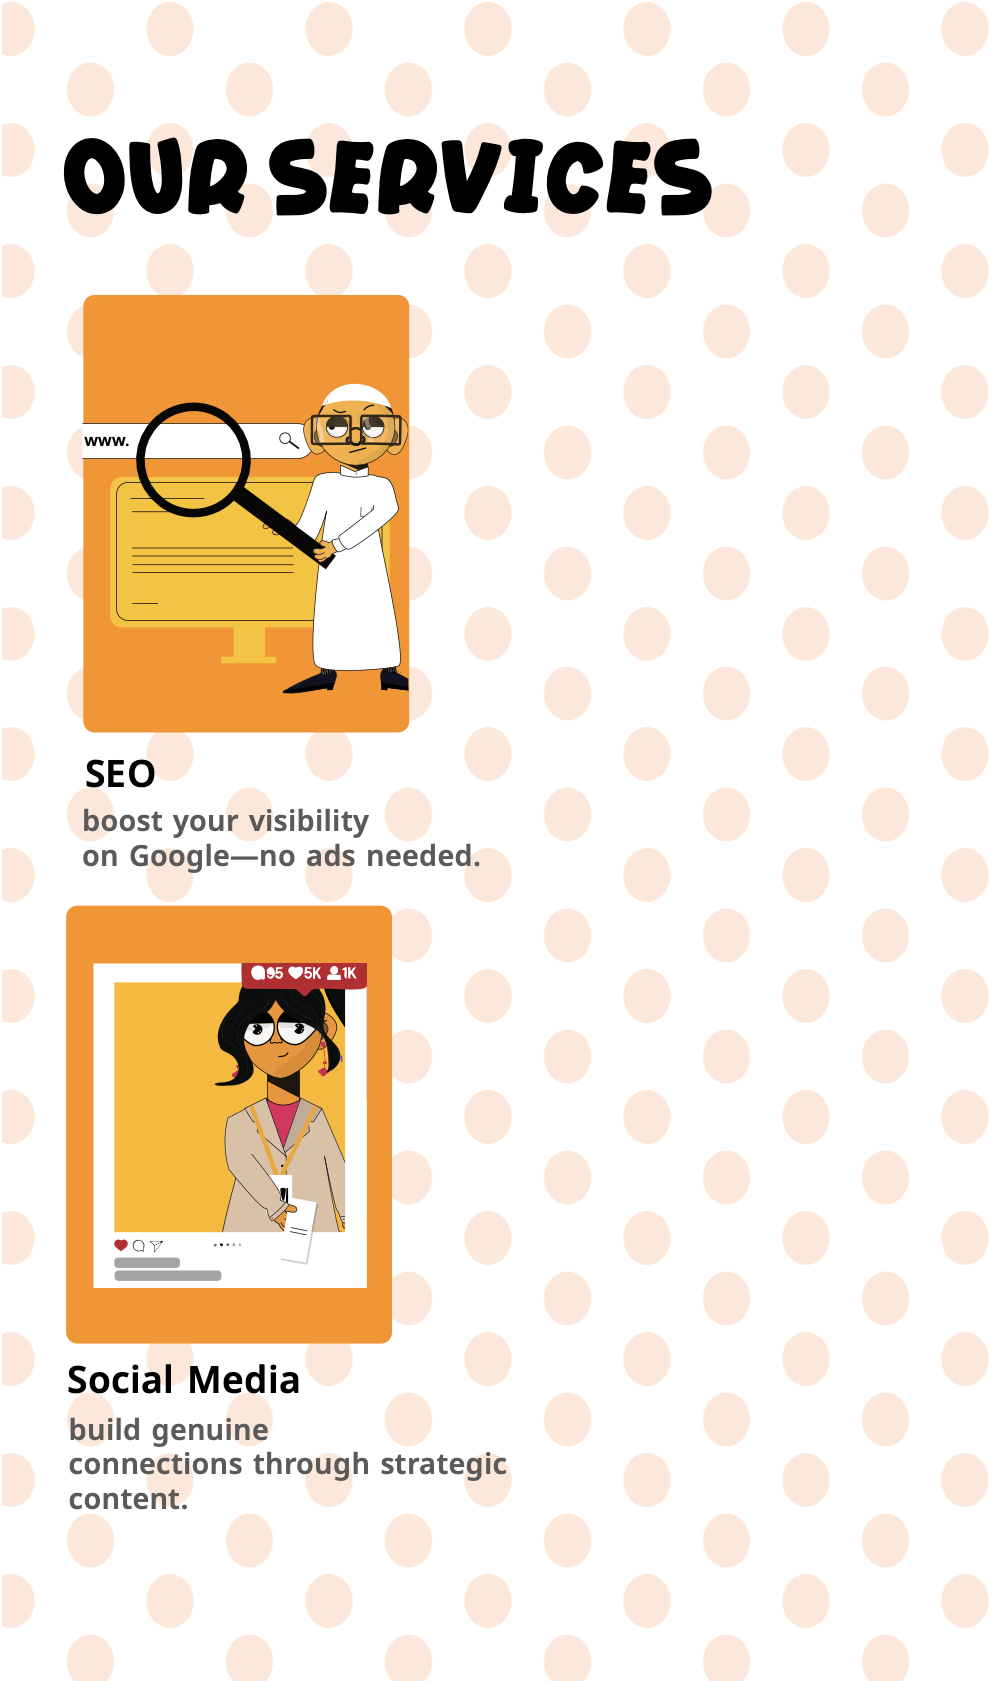 OUR SERVICES
www.
SEO
boost your visibility
on Google—no ads needed.
95 5K 1K
Social Media
build genuine
connections through strategic
content.